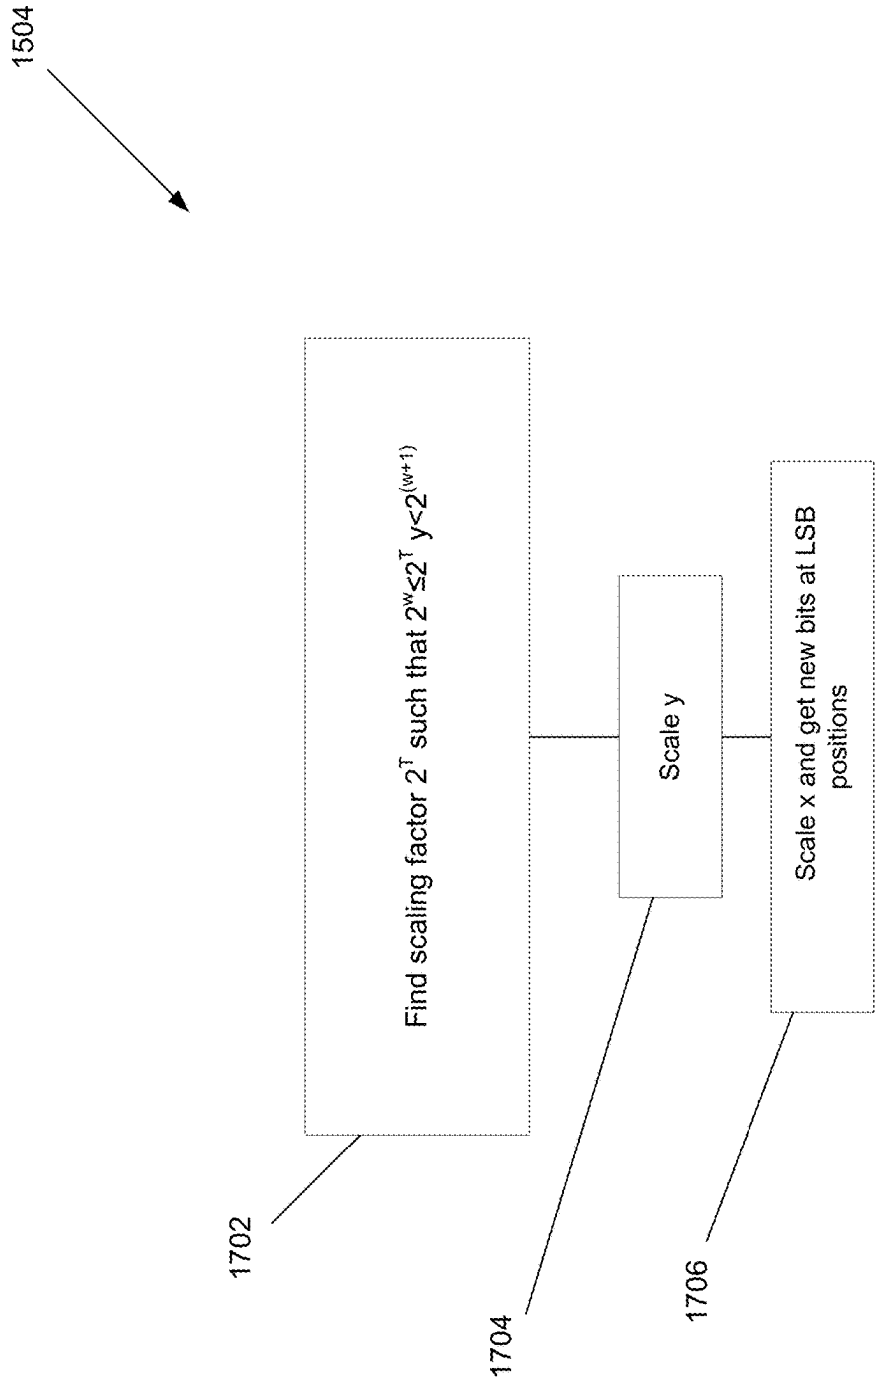 1504
Find scaling factor 2^T such that 2^w≤2^T y<2^(w+1)
1702
Scale y
1704
Scale x and get new bits at LSB
positions
1706